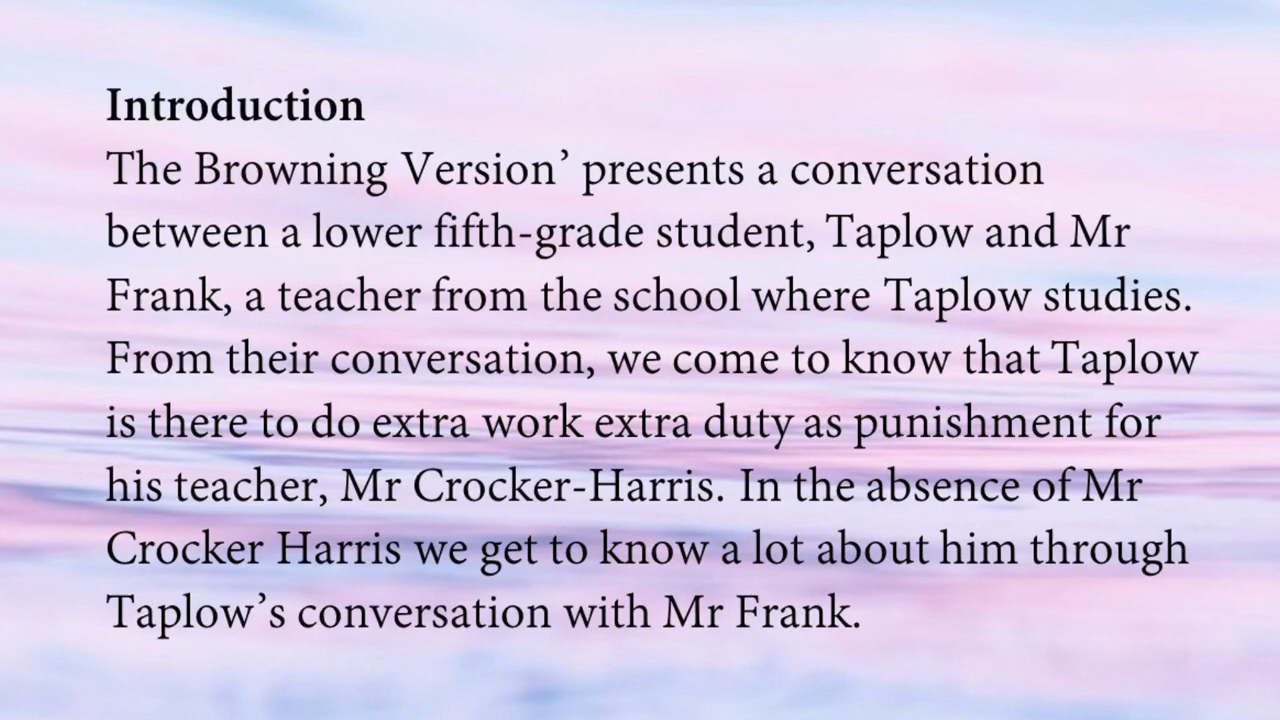 Introduction
The Browning Version’ presents a conversation
between a lower fifth-grade student, Taplow and Mr
Frank, a teacher from the school where Taplow studies.
From their conversation, we come to know that Taplow
is there to do extra work extra duty as punishment for
his teacher, Mr Crocker-Harris. In the absence of Mr
Crocker Harris we get to know a lot about him through
Taplow’s conversation with Mr Frank.